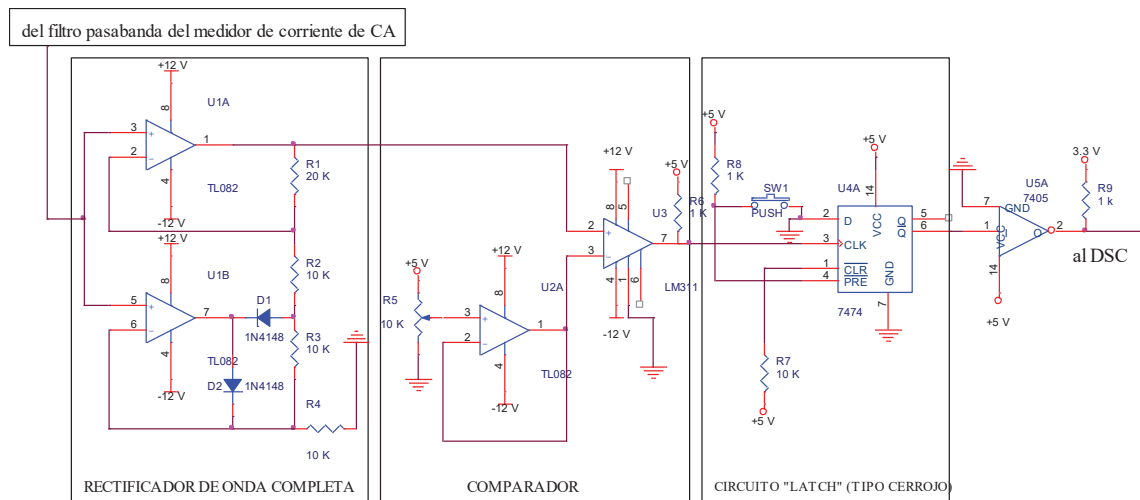 del filtro pasabanda del medidor de corriente de CA
+12 V
8
U1A
3
+
1
2
-
4
TL082
-12 V
R1
20 K
+12 V
8
U1B
R2
10 K
5
+
7
6
-
4
D1
1N4148
TL082
-12 V
R3
10 K
D2
1N4148
R4
10 K
RECTIFICADOR DE ONDA COMPLETA
+5 V
R5
10 K
+12 V
8
U2A
3
+
1
2
-
4
TL082
-12 V
+12 V
8
5
U3
2
+
3
-
7
4
1
6
LM311
-12 V
+5 V
R6
1 K
COMPARADOR
+5 V
R8
1 K
SW1
PUSH
+5 V
U4A
14
2
D
VCC
Q
5
Q
6
3
CLK
1
CLR
4
PRE
GND
7
7474
R7
10 K
+5 V
CIRCUITO "LATCH" (TIPO CERROJO)
U5A
7405
7
GND
1
I
O
2
VCC
14
+5 V
3.3 V
R9
1 k
al DSC